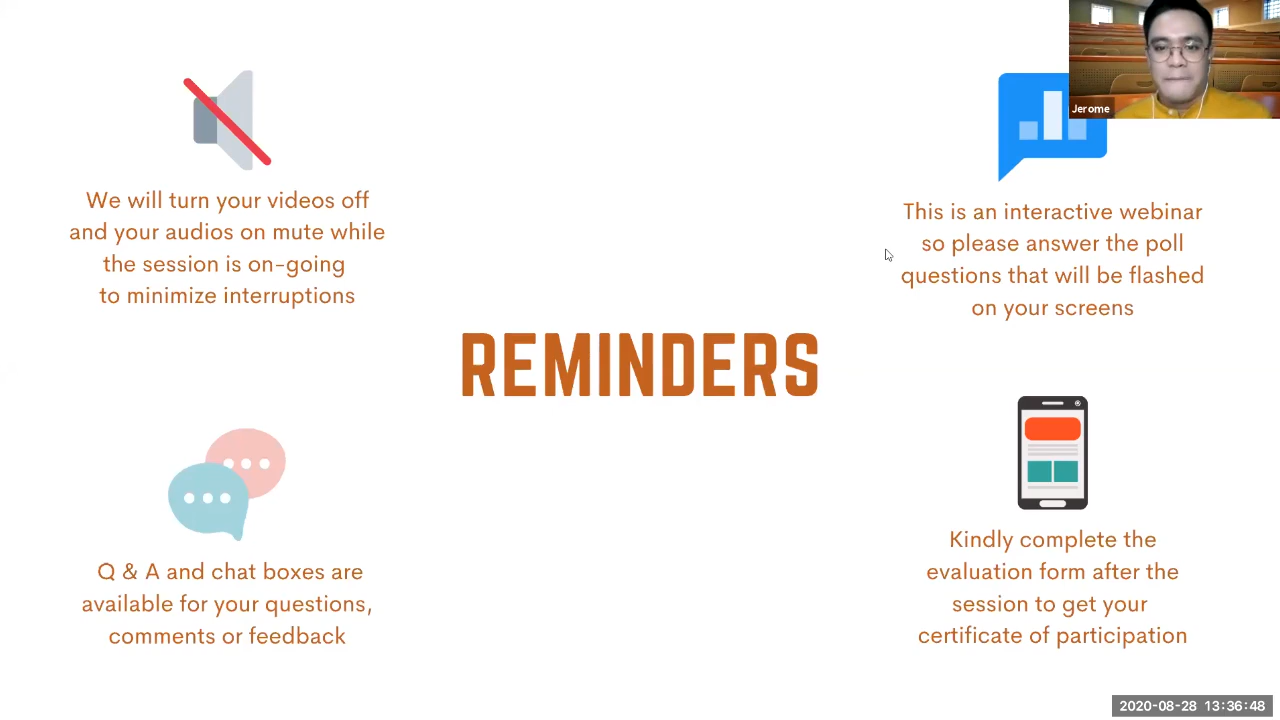 Jerome
We will turn your videos off
and your audios on mute while
the session is on-going
to minimize interruptions
This is an interactive webinar
so please answer the poll
questions that will be flashed
on your screens
REMINDERS
Q & A and chat boxes are
available for your questions,
comments or feedback
Kindly complete the
evaluation form after the
session to get your
certificate of participation
2020-08-28 13:36:48